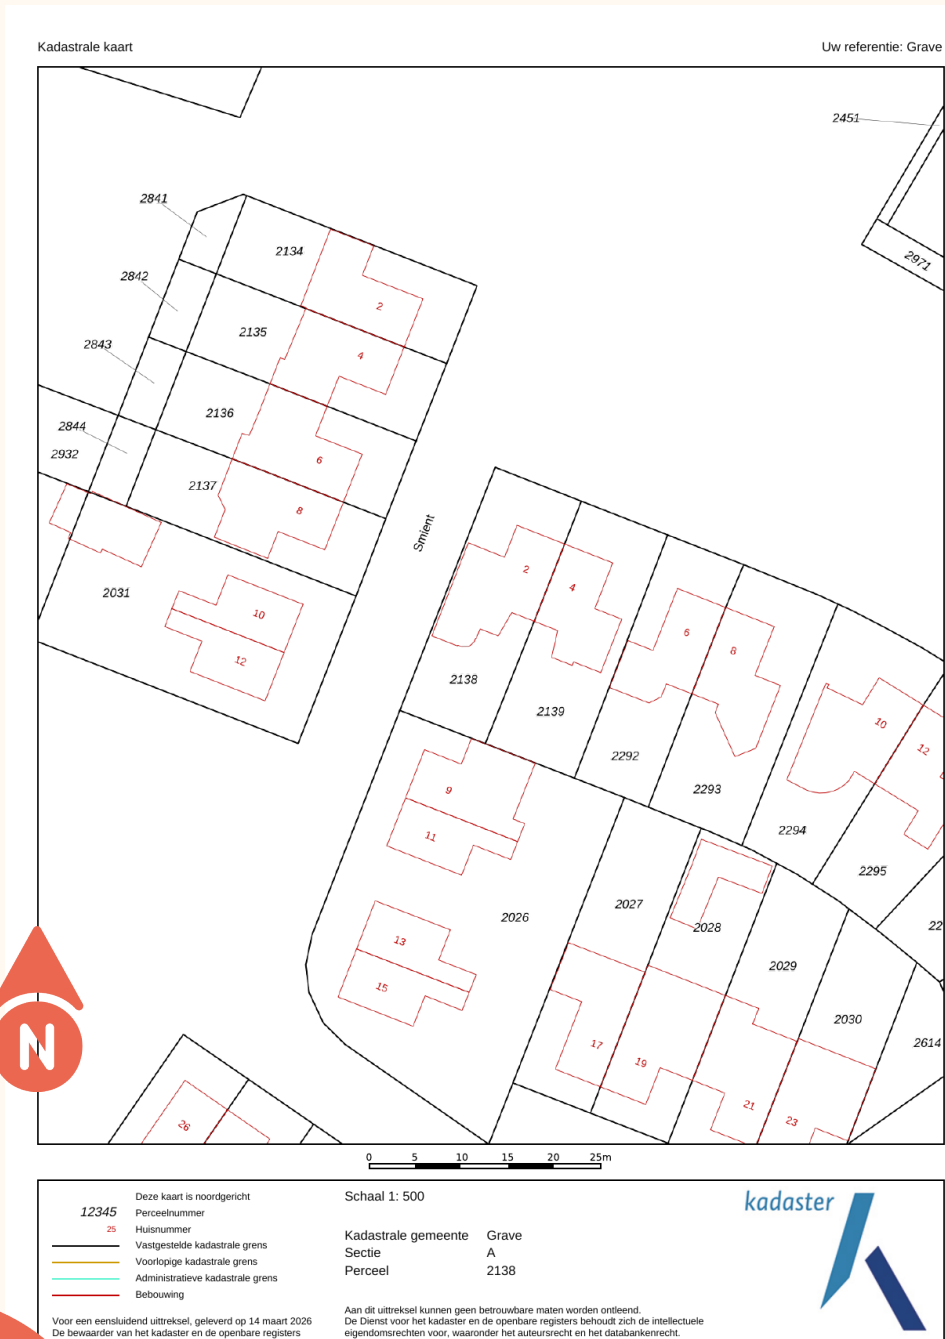 Kadastrale kaart
Uw referentie: Grave
2451
2841
2134
2842
2971
2
2135
2843
4
2136
2844
2932
6
2137
8
Smient
2
4
2031
10
6
12
8
2138
2139
10
12
2292
9
2293
11
2294
2295
2027
2026
22
2028
13
2029
15
2030
2614
17
19
21
23
26
N
0 5 10 15 20 25m
Deze kaart is noordgericht
12345 Perceelnummer
25 Huisnummer
Vastgestelde kadastrale grens
Voorlopige kadastrale grens
Administratieve kadastrale grens
Bebouwing
Voor een eensluidend uittreksel, geleverd op 14 maart 2026
De bewaarder van het kadaster en de openbare registers
Schaal 1: 500
Kadastrale gemeente Grave
Sectie A
Perceel 2138
Aan dit uittreksel kunnen geen betrouwbare maten worden ontleend.
De Dienst voor het kadaster en de openbare registers behoudt zich de intellectuele
eigendomsrechten voor, waaronder het auteursrecht en het databankenrecht.
kadaster